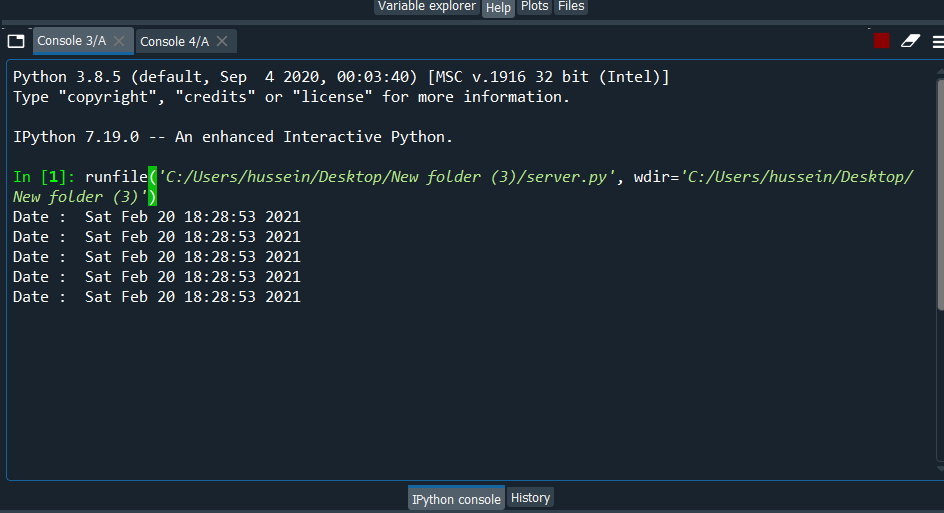 Variable explorer Help Plots Files
Console 3/A Console 4/A
Python 3.8.5 (default, Sep  4 2020, 00:03:40) [MSC v.1916 32 bit (Intel)]
Type "copyright", "credits" or "license" for more information.
IPython 7.19.0 -- An enhanced Interactive Python.
In [1]: runfile('C:/Users/hussein/Desktop/New folder (3)/server.py', wdir='C:/Users/hussein/Desktop/
New folder (3)')
Date :  Sat Feb 20 18:28:53 2021
Date :  Sat Feb 20 18:28:53 2021
Date :  Sat Feb 20 18:28:53 2021
Date :  Sat Feb 20 18:28:53 2021
Date :  Sat Feb 20 18:28:53 2021
IPython console History